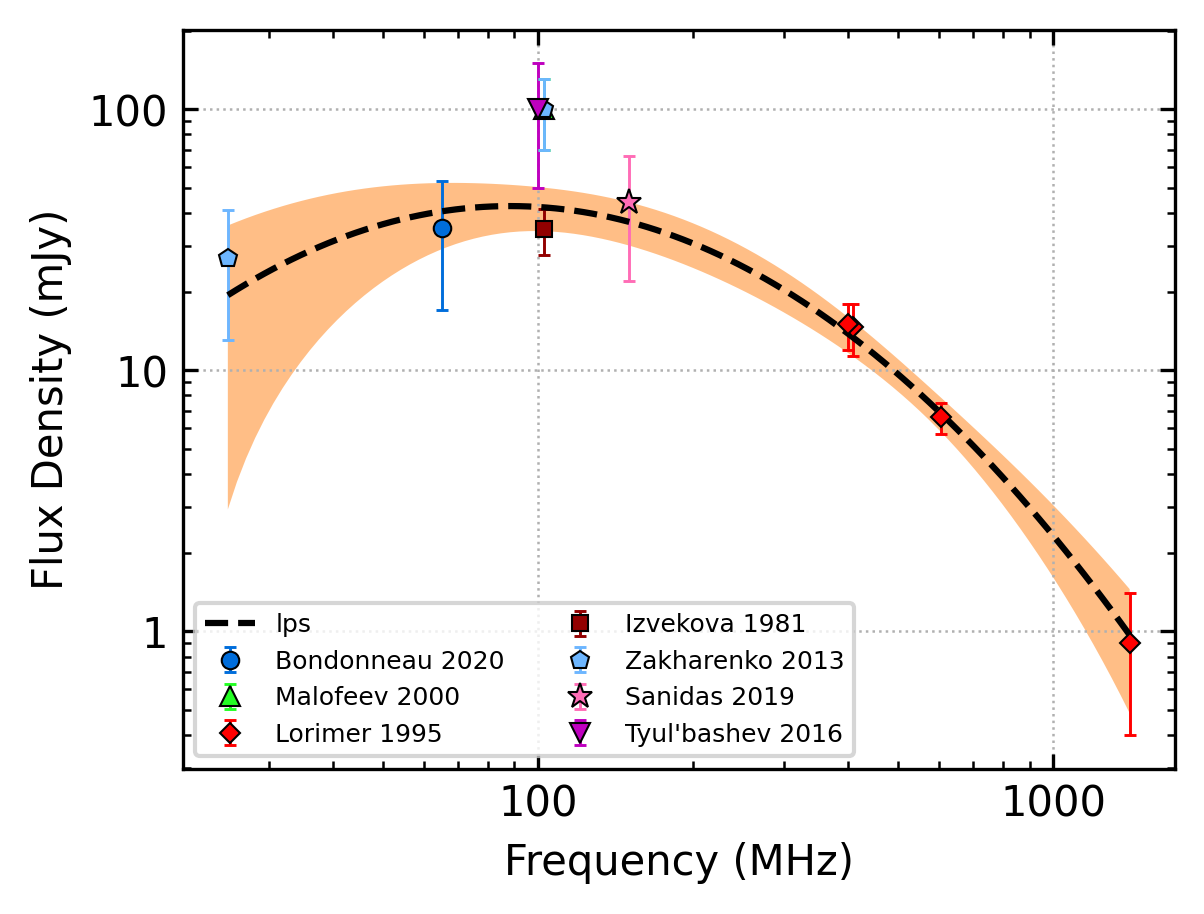 Flux Density (mJy)
100
10
1
lps
Bondonneau 2020
Malofeev 2000
Lorimer 1995
Izvekova 1981
Zakharenko 2013
Sanidas 2019
Tyul'bashev 2016
100
1000
Frequency (MHz)